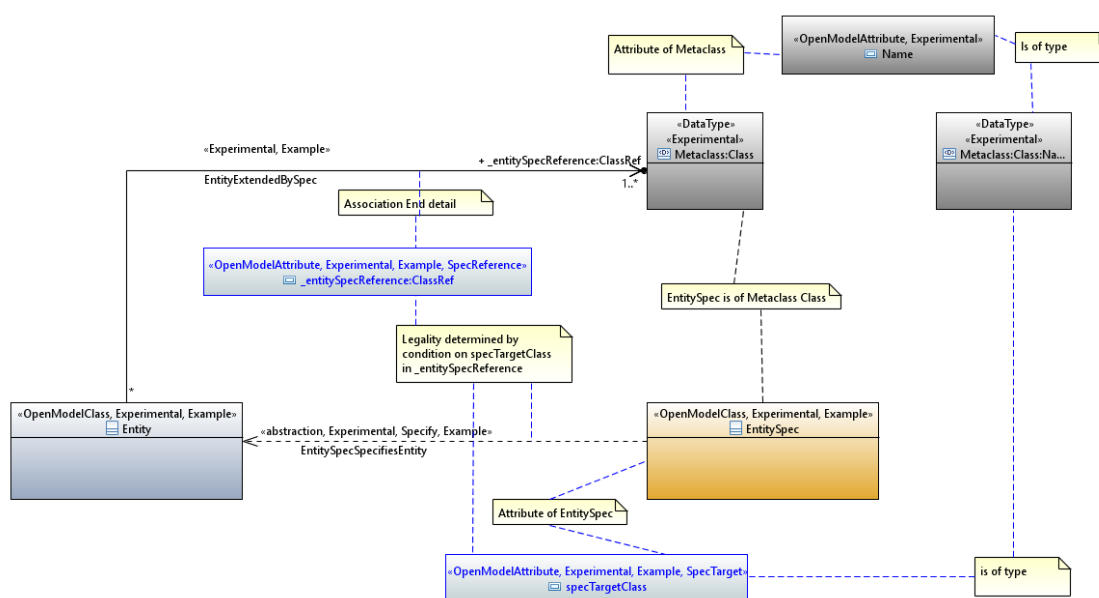 «OpenModelAttribute, Experimental»
Name
Attribute of Metaclass
Is of type
«DataType»
«Experimental»
Metaclass:Class
«DataType»
«Experimental»
Metaclass:Class:Na...
«Experimental, Example»
+ _entitySpecReference:ClassRef
EntityExtendedBySpec
1..*
Association End detail
«OpenModelAttribute, Experimental, Example, SpecReference»
_entitySpecReference:ClassRef
EntitySpec is of Metaclass Class
Legality determined by
condition on specTargetClass
in _entitySpecReference
*
«OpenModelClass, Experimental, Example»
Entity
«abstraction, Experimental, Specify, Example»
EntitySpecSpecifiesEntity
«OpenModelClass, Experimental, Example»
EntitySpec
Attribute of EntitySpec
«OpenModelAttribute, Experimental, Example, SpecTarget»
specTargetClass
is of type